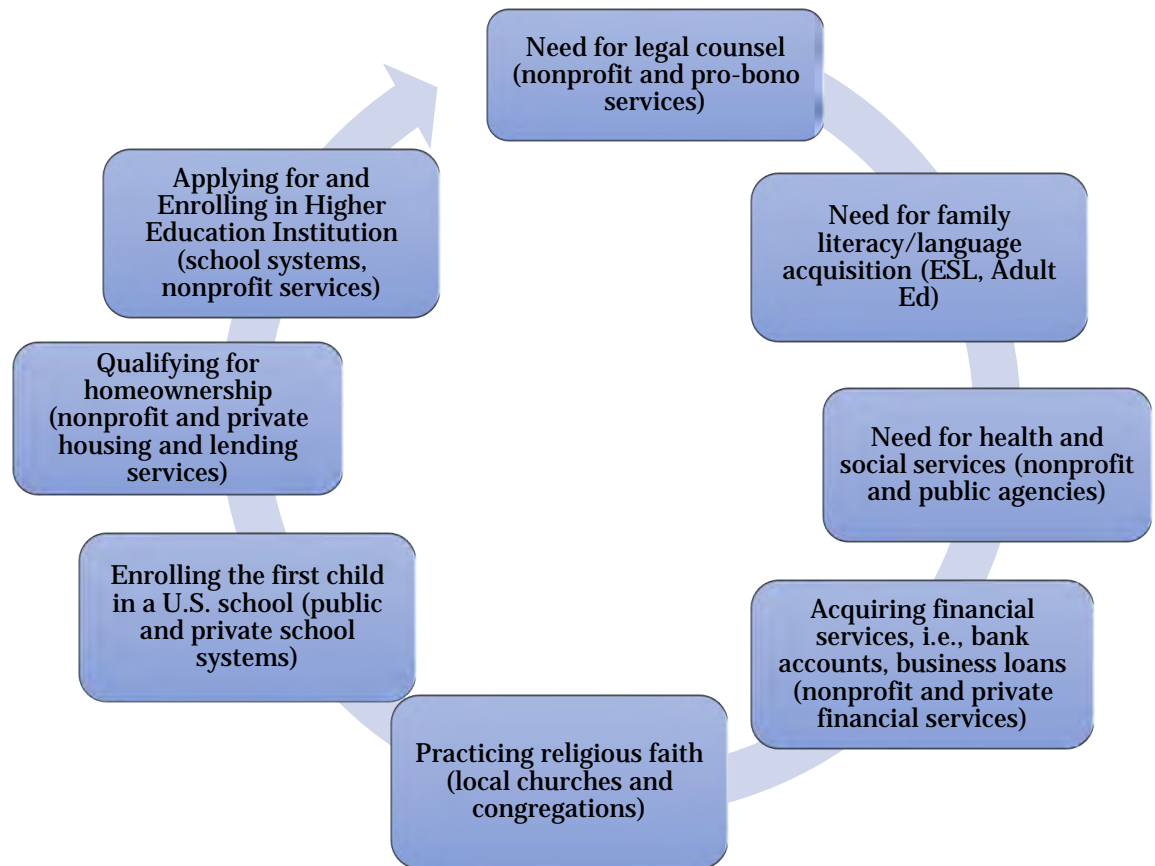 Need for legal counsel
(nonprofit and pro-bono
services)
Need for family
literacy/language
acquisition (ESL, Adult
Ed)
Need for health and
social services (nonprofit
and public agencies)
Acquiring financial
services, i.e., bank
accounts, business loans
(nonprofit and private
financial services)
Practicing religious faith
(local churches and
congregations)
Enrolling the first child
in a U.S. school (public
and private school
systems)
Qualifying for
homeownership
(nonprofit and private
housing and lending
services)
Applying for and
Enrolling in Higher
Education Institution
(school systems,
nonprofit services)